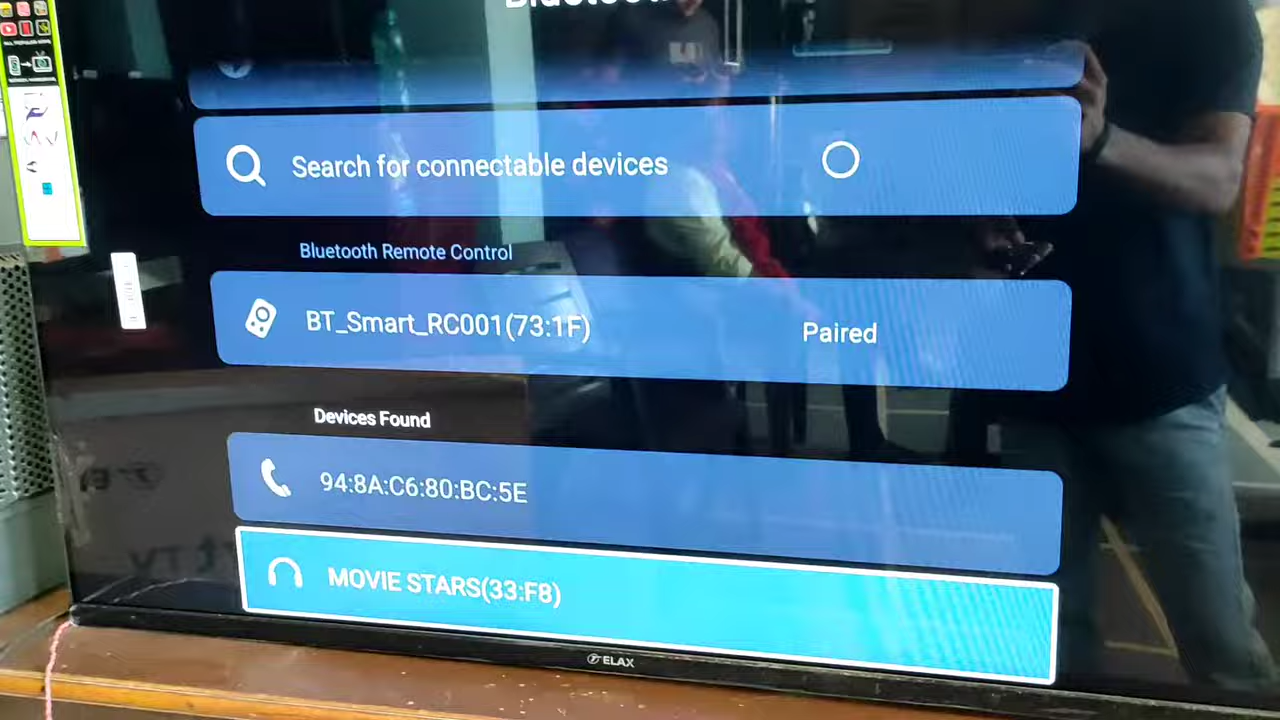 Bluetooth
Search for connectable devices
Bluetooth Remote Control
BT_Smart_RC001(73:1F)
Paired
Devices Found
94:8A:C6:80:BC:5E
MOVIE STARS(33:F8)
ELAX